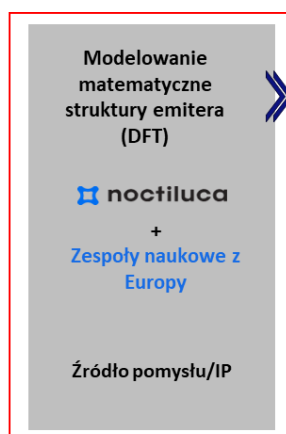 Modelowanie
matematyczne
struktury emitera
(DFT)
noctiluca
+
Zespoły naukowe z
Europy
Źródło pomysłu/IP